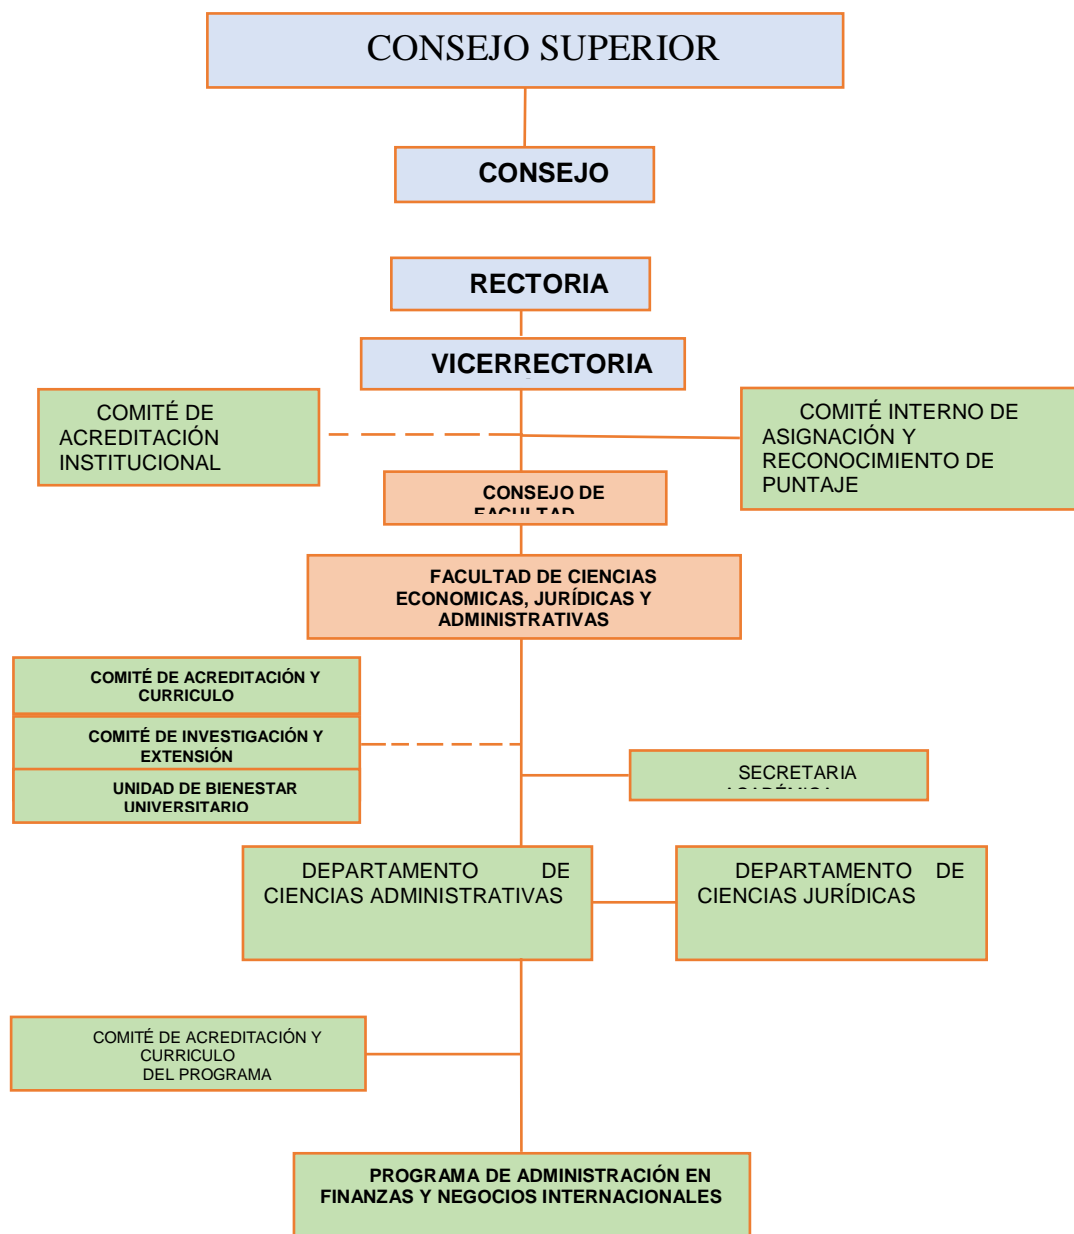 CONSEJO SUPERIOR
CONSEJO
RECTORIA
VICERRECTORIA
COMITÉ DE
ACREDITACIÓN
INSTITUCIONAL
COMITÉ INTERNO DE
ASIGNACIÓN Y
RECONOCIMIENTO DE
PUNTAJE
CONSEJO DE
FACULTAD
FACULTAD DE CIENCIAS
ECONOMICAS, JURÍDICAS Y
ADMINISTRATIVAS
COMITÉ DE ACREDITACIÓN Y
CURRICULO
COMITÉ DE INVESTIGACIÓN Y
EXTENSIÓN
UNIDAD DE BIENESTAR
UNIVERSITARIO
SECRETARIA
ACADÉMICA
DEPARTAMENTO DE
CIENCIAS ADMINISTRATIVAS
DEPARTAMENTO DE
CIENCIAS JURÍDICAS
COMITÉ DE ACREDITACIÓN Y
CURRICULO
DEL PROGRAMA
PROGRAMA DE ADMINISTRACIÓN EN
FINANZAS Y NEGOCIOS INTERNACIONALES